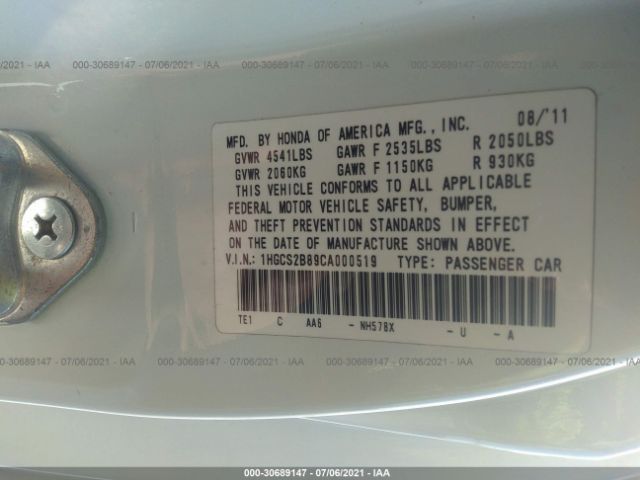 000-30689147 - 07/06/2021 - IAA
000-30689147 - 07/06/2021 - IAA
000-30689147 - 07/06/2021 - IAA
MFD. BY HONDA OF AMERICA MFG., INC. 08/'11
GVWR 4541LBS GAWR F 2535LBS R 2050LBS
GVWR 2060KG GAWR F 1150KG R 930KG
THIS VEHICLE CONFORMS TO ALL APPLICABLE
FEDERAL MOTOR VEHICLE SAFETY, BUMPER,
AND THEFT PREVENTION STANDARDS IN EFFECT
ON THE DATE OF MANUFACTURE SHOWN ABOVE.
V.I.N.: 1HGCS2B89CA000519 TYPE: PASSENGER CAR
TE1 C AA6 - NH578X - U - A
07/06/2021 - IAA
000-30689147 - 07/06/2021 - IAA
000-30689147 - 07/06/2021 - IAA
000-30689147 - 07/06/2021 - IAA
000-30689147 - 07/06/2021 - IAA